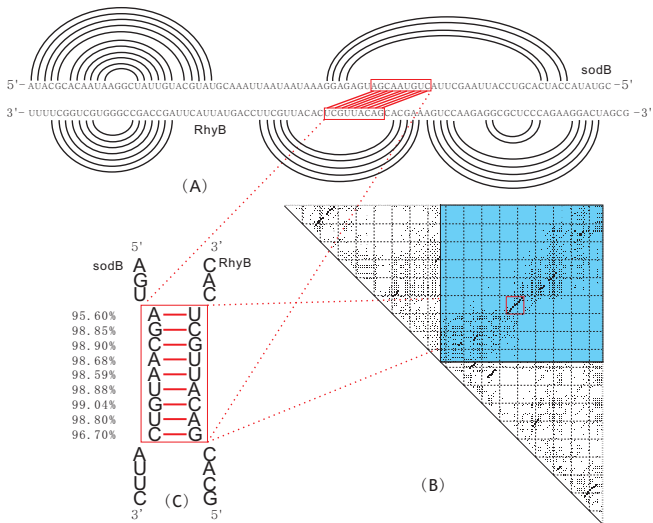 sodB
5'- AUACGCACAAUAAGGCUAUUGUACGUAUGCAAAUUAAUAAUAAAGGAGAGUAGCAAUGUCAUUCGAAUUACCUGCACUACCAUAUGC -5'
3'- UUUUCGGUCGUGGGCCGACCGAUUCAUUAUGACCUUCGUUACACUCGUUACAGCACGAAAGUCCAAGAGGCGCUCCCAGAAGGACUAGCG -3'
RhyB
(A)
5' 3'
sodB RhyB
A C
G A
U C
95.60% A U
98.85% G C
98.90% C G
98.68% A U
98.59% A U
98.88% U A
99.04% G C
98.80% U A
96.70% C G
A C
U A
U C
C G
3' 5'
(C)
(B)